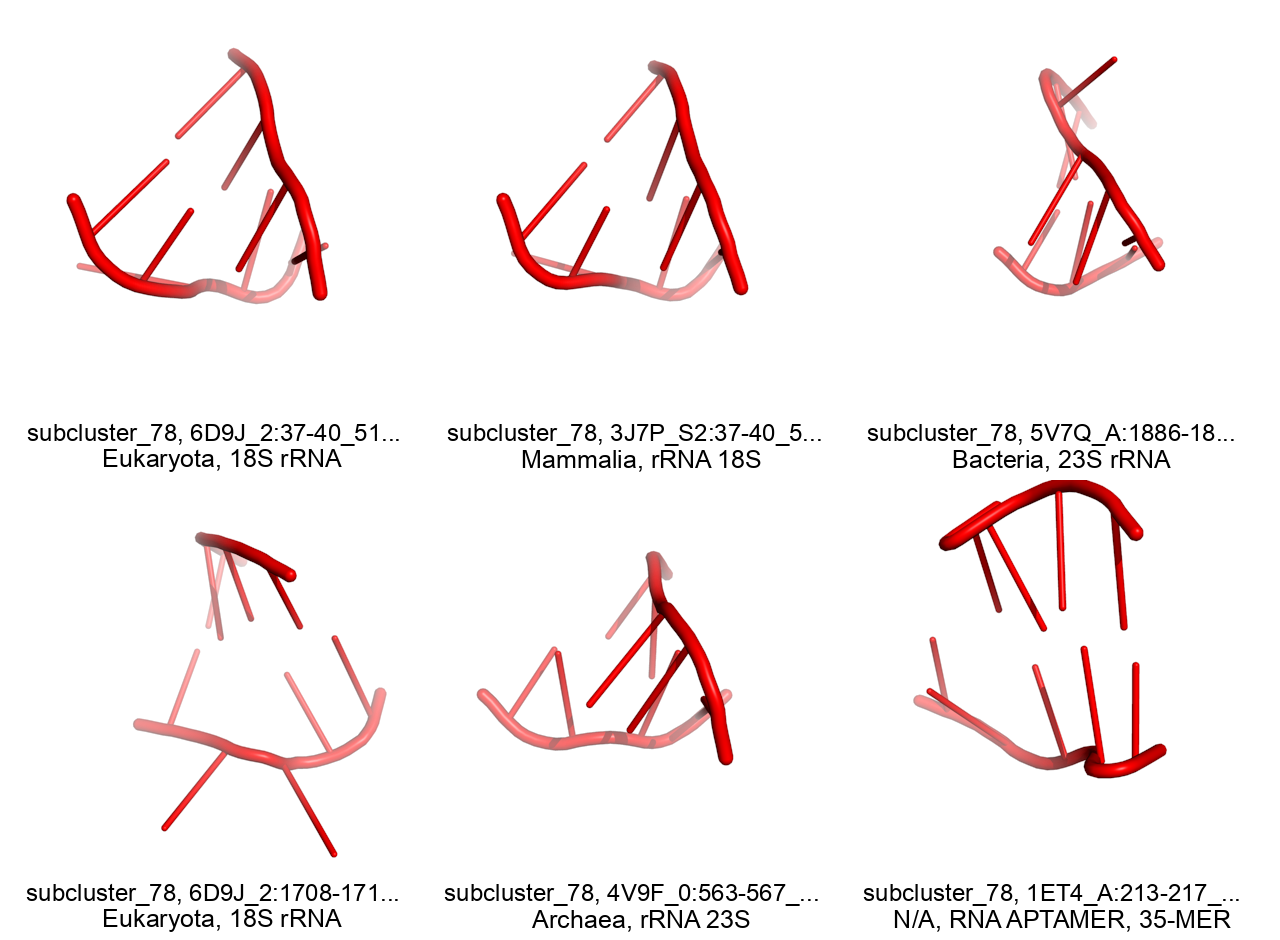 subcluster_78, 6D9J_2:37-40_51...
Eukaryota, 18S rRNA
subcluster_78, 3J7P_S2:37-40_5...
Mammalia, rRNA 18S
subcluster_78, 5V7Q_A:1886-18...
Bacteria, 23S rRNA
subcluster_78, 6D9J_2:1708-171...
Eukaryota, 18S rRNA
subcluster_78, 4V9F_0:563-567_...
Archaea, rRNA 23S
subcluster_78, 1ET4_A:213-217_...
N/A, RNA APTAMER, 35-MER